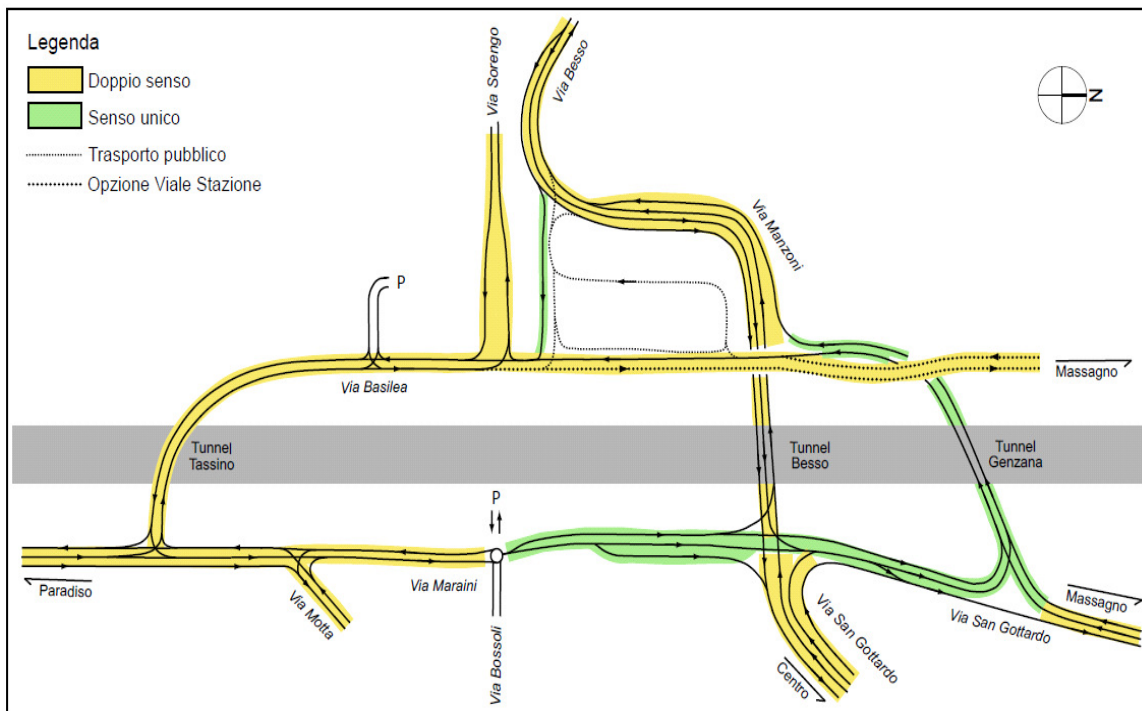 Legenda
Doppio senso
Senso unico
Trasporto pubblico
Opzione Viale Stazione
Via Sorengo
Via Besso
N
Via Manzoni
P
Via Basilea
Massagno
Tunnel
Tassino
Tunnel
Besso
Tunnel
Genzana
P
Paradiso
Via Motta
Via Maraini
Via Bossoli
Centro
Via San Gottardo
Via San Gottardo
Massagno